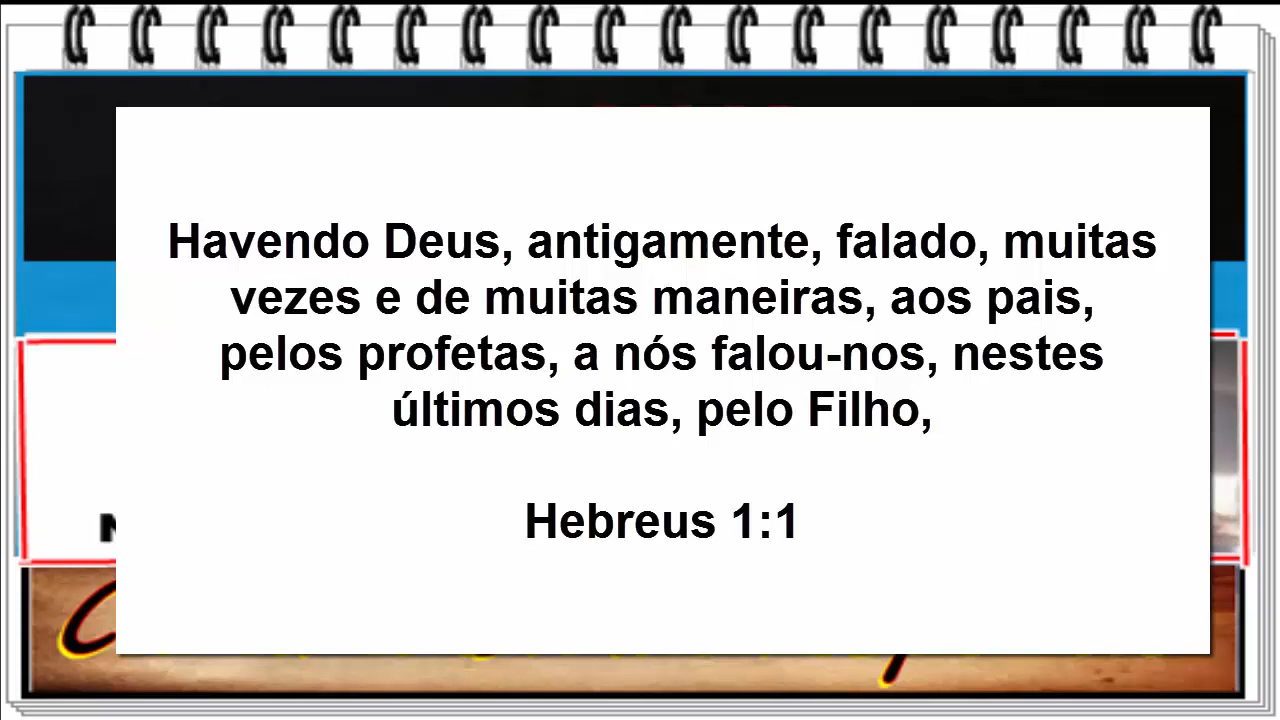 Havendo Deus, antigamente, falado, muitas
vezes e de muitas maneiras, aos pais,
pelos profetas, a nós falou-nos, nestes
últimos dias, pelo Filho,
Hebreus 1:1